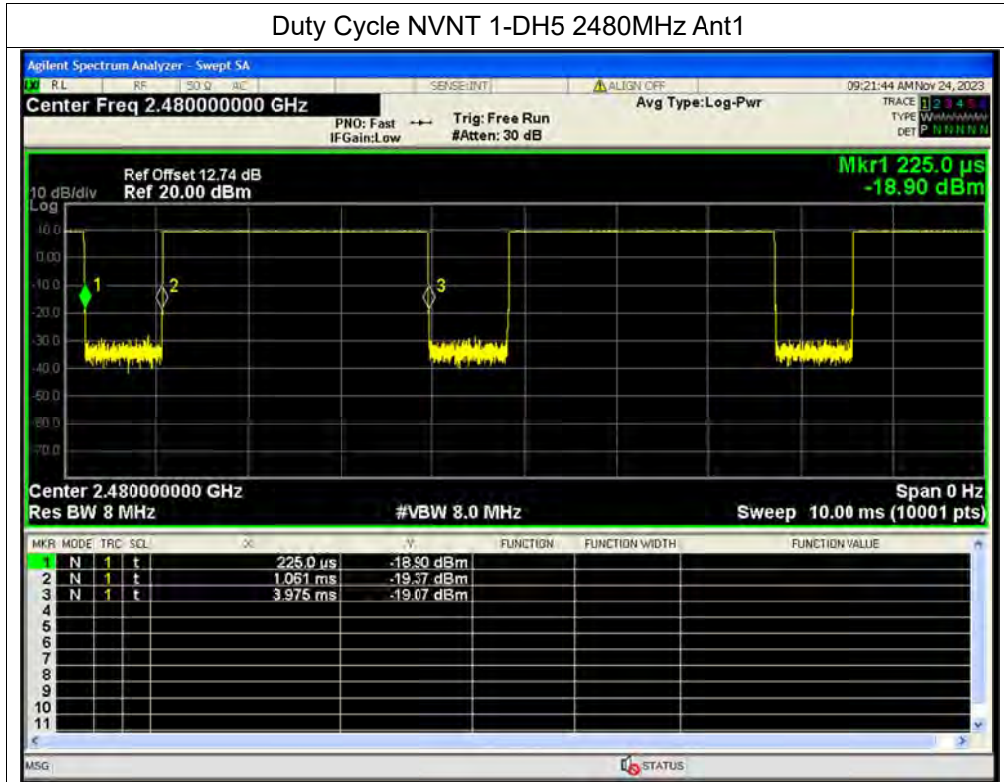 Duty Cycle NVNT 1-DH5 2480MHz Ant1
Agilent Spectrum Analyzer - Swept SA
RL RF 50 Ω AC SENSE:INT ALIGN OFF 09:21:44 AM Nov 24, 2023
Center Freq 2.480000000 GHz Avg Type:Log-Pwr TRACE 1 2 3 4 5 6
PNO: Fast Trig: Free Run TYPE W
IFGain:Low #Atten: 30 dB DET P N N N N N
Mkr1 225.0 µs
-18.90 dBm
Ref Offset 12.74 dB
10 dB/div Ref 20.00 dBm
Log
10.0
0.00
-10.0
-20.0
-30.0
-40.0
-50.0
-60.0
-70.0
1
2
3
Center 2.480000000 GHz Span 0 Hz
Res BW 8 MHz #VBW 8.0 MHz Sweep 10.00 ms (10001 pts)
MKR MODE TRC SCL X Y FUNCTION FUNCTION WIDTH FUNCTION VALUE
1 N 1 t 225.0 µs -18.90 dBm
2 N 1 t 1.061 ms -19.37 dBm
3 N 1 t 3.975 ms -19.07 dBm
4
5
6
7
8
9
10
11
MSG STATUS